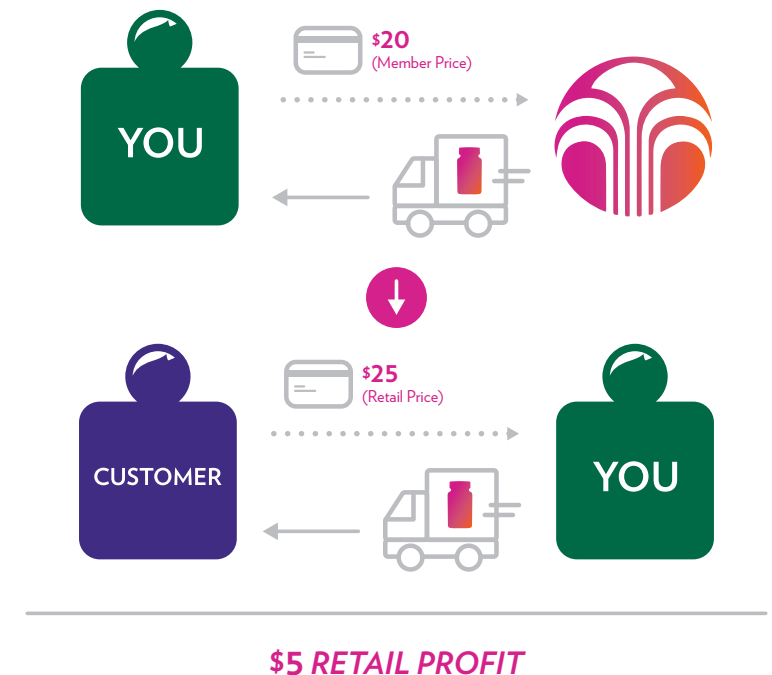 $20
(Member Price)
YOU
$25
(Retail Price)
CUSTOMER
YOU
$5 RETAIL PROFIT